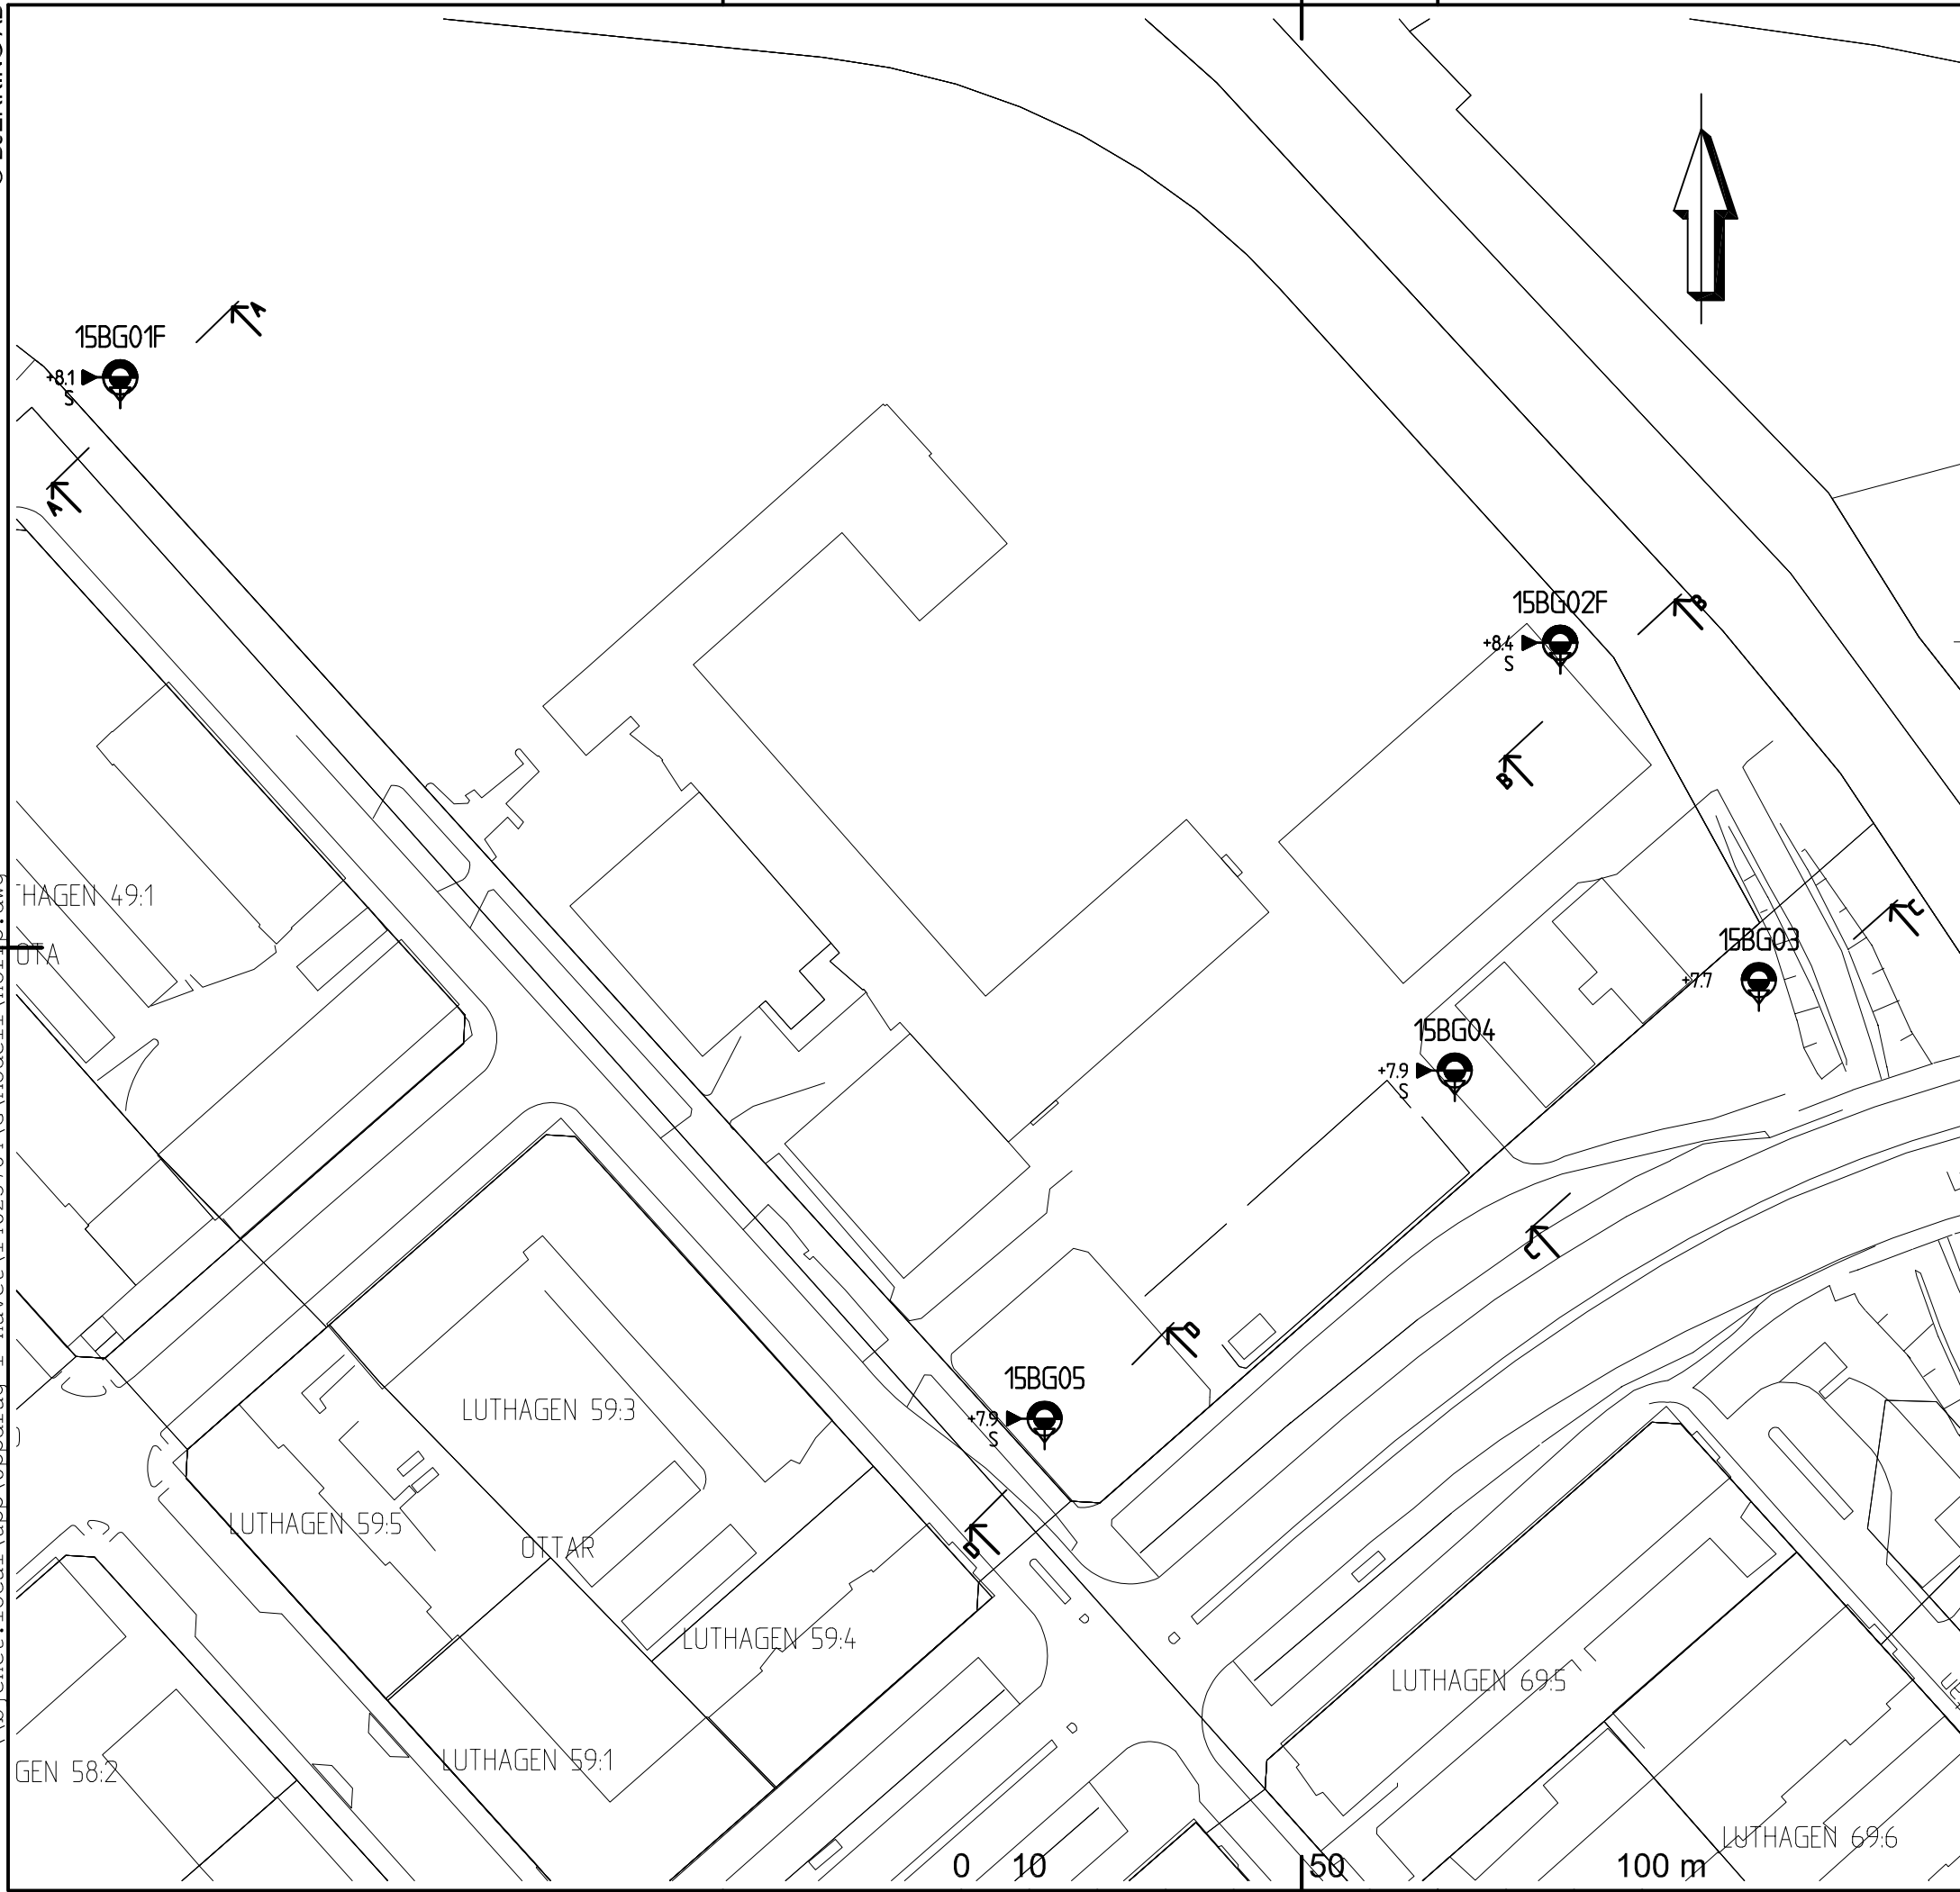 A
15BG01F
+8.1
S
A
15BG02F
+8.4
S
B
B
HAGEN 49:1
OTA
C
15BG03
+7.7
15BG04
+7.9
S
C
D
15BG05
+7.9
S
D
LUTHAGEN 59:3
LUTHAGEN 59:5
OTTAR
LUTHAGEN 59:4
LUTHAGEN 69:5
LUTHAGEN 59:1
GEN 58:2
LUTHAGEN 69:6
0 10 50 100 m